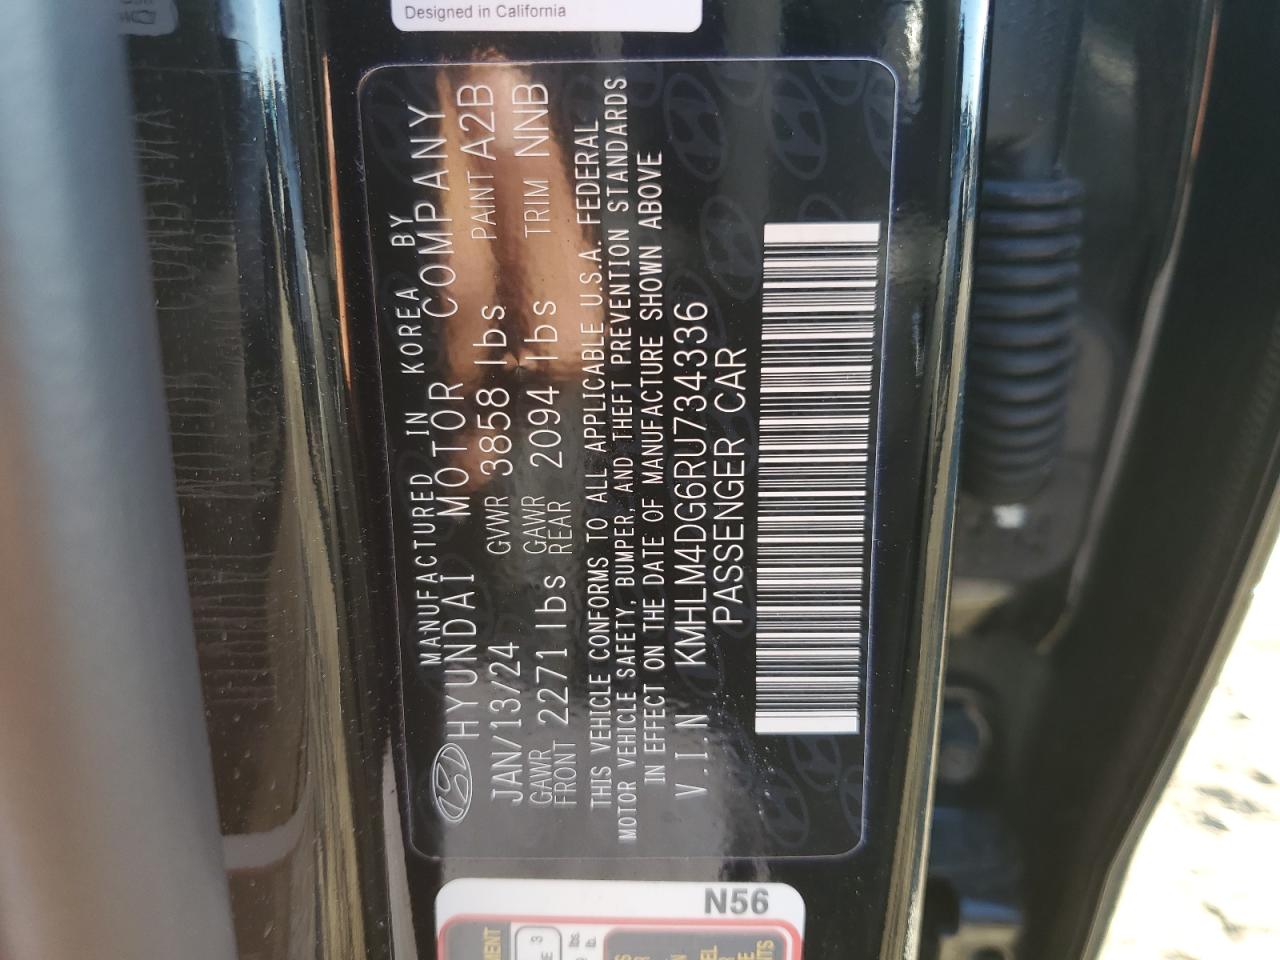 Designed in California
MANUFACTURED IN KOREA BY
HYUNDAI MOTOR COMPANY
JAN/13/24 GVWR 3858 lbs PAINT A2B
GAWR FRONT 2271 lbs GAWR REAR 2094 lbs TRIM NNB
THIS VEHICLE CONFORMS TO ALL APPLICABLE U.S.A. FEDERAL
MOTOR VEHICLE SAFETY, BUMPER, AND THEFT PREVENTION STANDARDS
IN EFFECT ON THE DATE OF MANUFACTURE SHOWN ABOVE
V.I.N KMHLM4DG6RU734336
PASSENGER CAR
N56